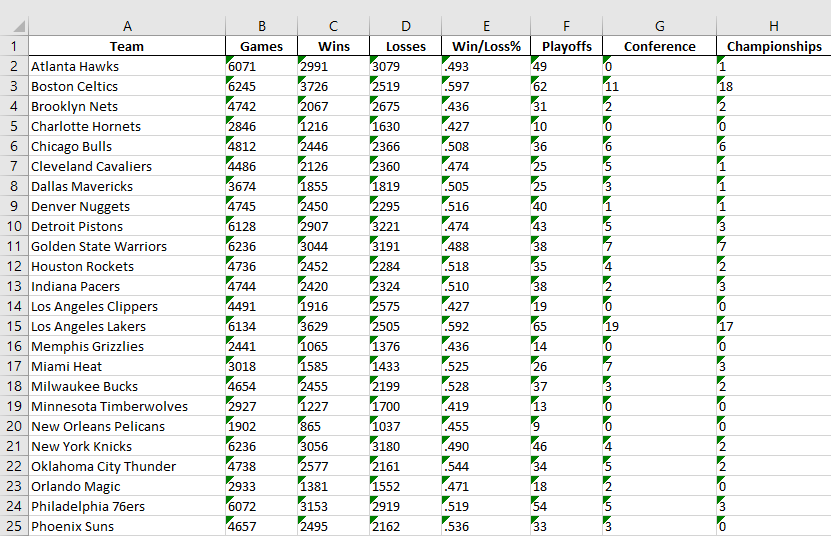 A B C D E F G H
1 Team Games Wins Losses Win/Loss% Playoffs Conference Championships
2 Atlanta Hawks 6071 2991 3079 .493 49 0 1
3 Boston Celtics 6245 3726 2519 .597 62 11 18
4 Brooklyn Nets 4742 2067 2675 .436 31 2 2
5 Charlotte Hornets 2846 1216 1630 .427 10 0 0
6 Chicago Bulls 4812 2446 2366 .508 36 6 6
7 Cleveland Cavaliers 4486 2126 2360 .474 25 5 1
8 Dallas Mavericks 3674 1855 1819 .505 25 3 1
9 Denver Nuggets 4745 2450 2295 .516 40 1 1
10 Detroit Pistons 6128 2907 3221 .474 43 5 3
11 Golden State Warriors 6236 3044 3191 .488 38 7 7
12 Houston Rockets 4736 2452 2284 .518 35 4 2
13 Indiana Pacers 4744 2420 2324 .510 38 2 3
14 Los Angeles Clippers 4491 1916 2575 .427 19 0 0
15 Los Angeles Lakers 6134 3629 2505 .592 65 19 17
16 Memphis Grizzlies 2441 1065 1376 .436 14 0 0
17 Miami Heat 3018 1585 1433 .525 26 7 3
18 Milwaukee Bucks 4654 2455 2199 .528 37 3 2
19 Minnesota Timberwolves 2927 1227 1700 .419 13 0 0
20 New Orleans Pelicans 1902 865 1037 .455 9 0 0
21 New York Knicks 6236 3056 3180 .490 46 4 2
22 Oklahoma City Thunder 4738 2577 2161 .544 34 5 2
23 Orlando Magic 2933 1381 1552 .471 18 2 0
24 Philadelphia 76ers 6072 3153 2919 .519 54 5 3
25 Phoenix Suns 4657 2495 2162 .536 33 3 0